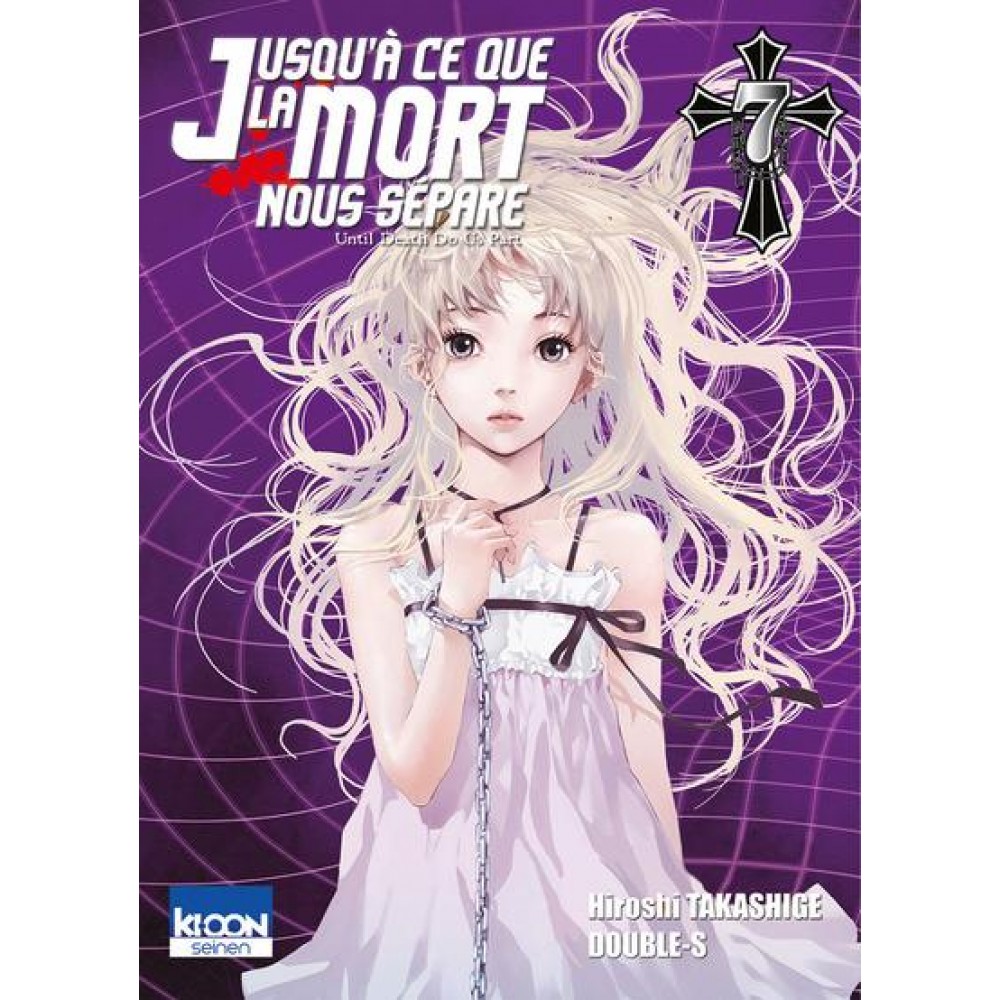 JUSQU'À CE QUE
LA MORT
NOUS SÉPARE
Until Death Do Us Part
7
Hiroshi TAKASHIGE
DOUBLE-S
KI-OON
seinen